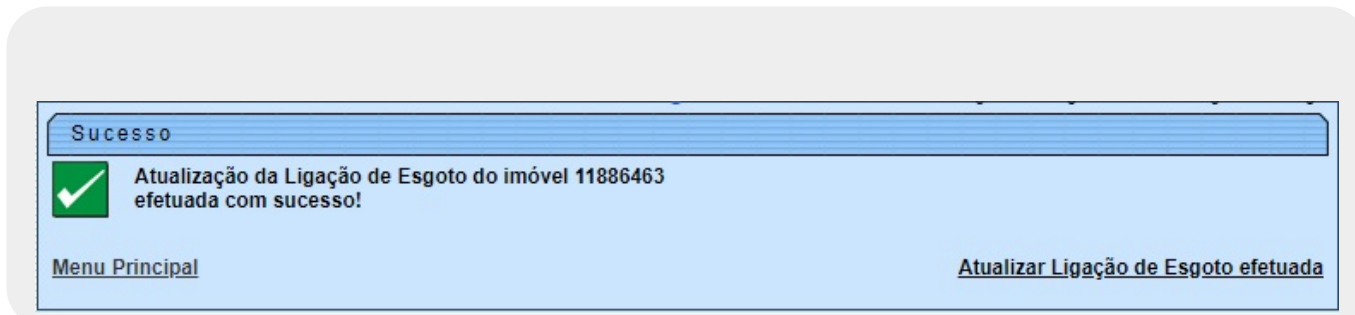 Sucesso
Atualização da Ligação de Esgoto do imóvel 11886463
efetuada com sucesso!
Menu Principal
Atualizar Ligação de Esgoto efetuada